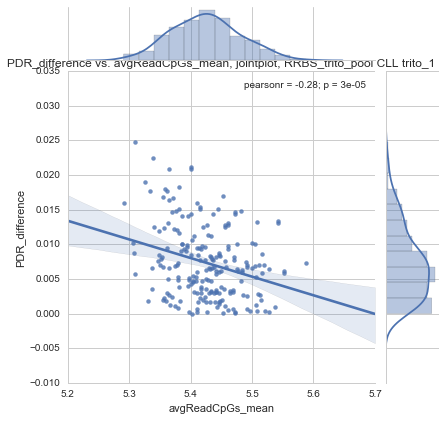 PDR_difference vs. avgReadCpGs_mean, jointplot, RRBS_trito_pool CLL trito_1
pearsonr = -0.28; p = 3e-05
0.035
0.030
0.025
0.020
0.015
0.010
0.005
0.000
−0.005
−0.010
PDR_difference
5.2 5.3 5.4 5.5 5.6 5.7
avgReadCpGs_mean